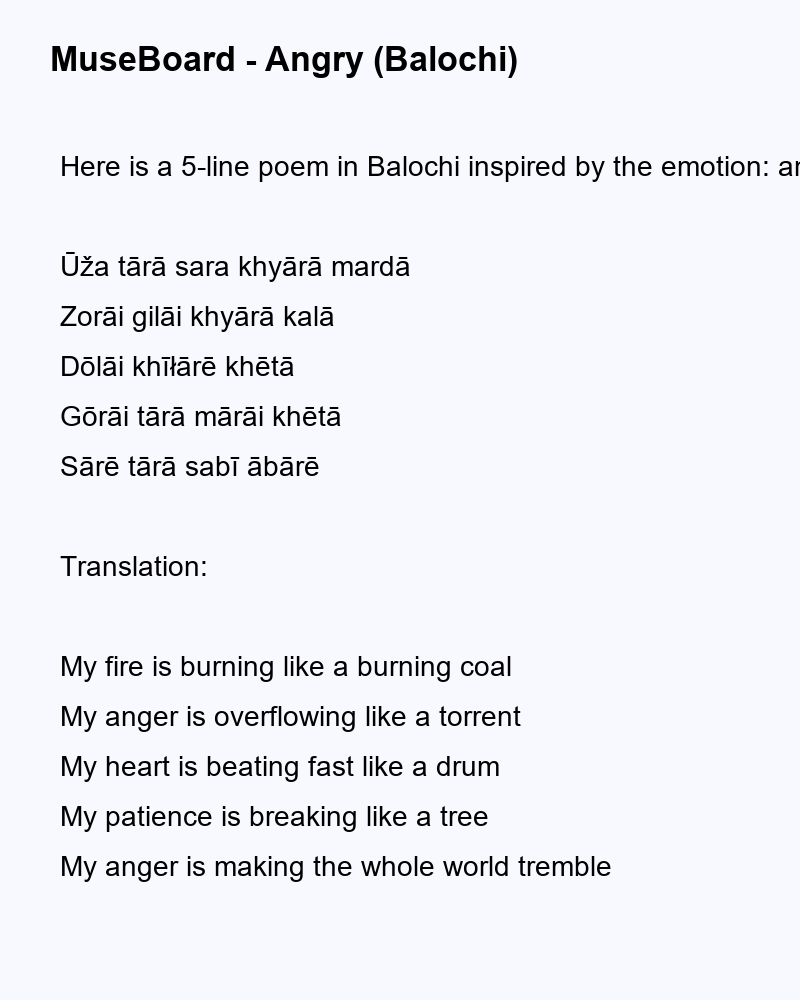 MuseBoard - Angry (Balochi)
Here is a 5-line poem in Balochi inspired by the emotion:
Ūža tārā sara khyārā mardā
Zorāi gilāi khyārā kalā
Dōlāi khīłārē khētā
Gōrāi tārā mārāi khētā
Sārē tārā sabī ābārē
Translation:
My fire is burning like a burning coal
My anger is overflowing like a torrent
My heart is beating fast like a drum
My patience is breaking like a tree
My anger is making the whole world tremble